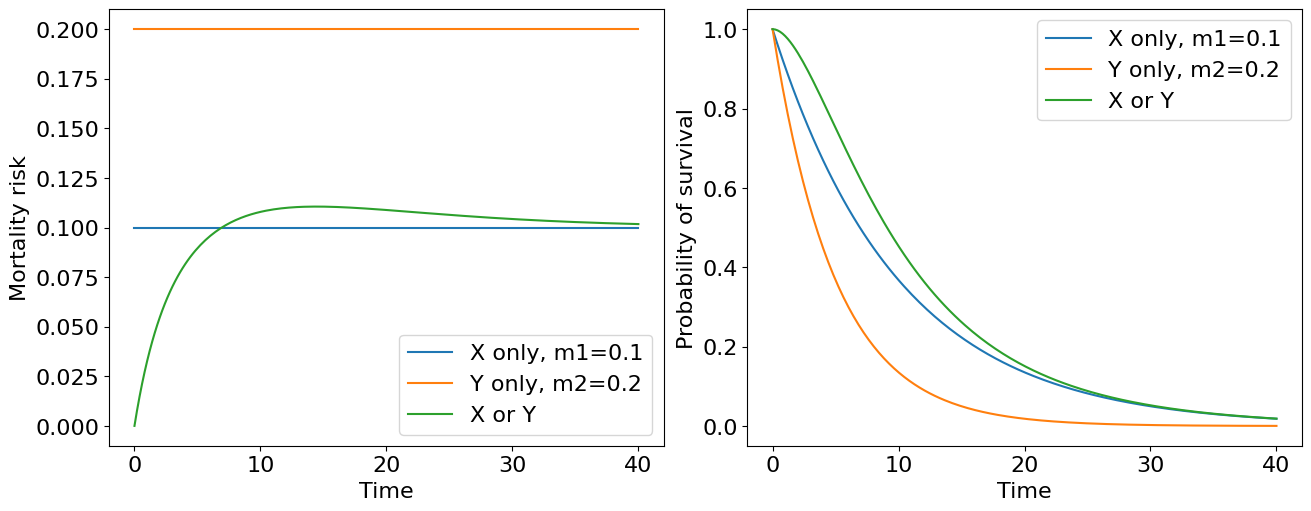 Mortality risk
0.200
0.175
0.150
0.125
0.100
0.075
0.050
0.025
0.000
X only, m1=0.1
Y only, m2=0.2
X or Y
0 10 20 30 40
Time
Probability of survival
1.0
0.8
0.6
0.4
0.2
0.0
X only, m1=0.1
Y only, m2=0.2
X or Y
0 10 20 30 40
Time